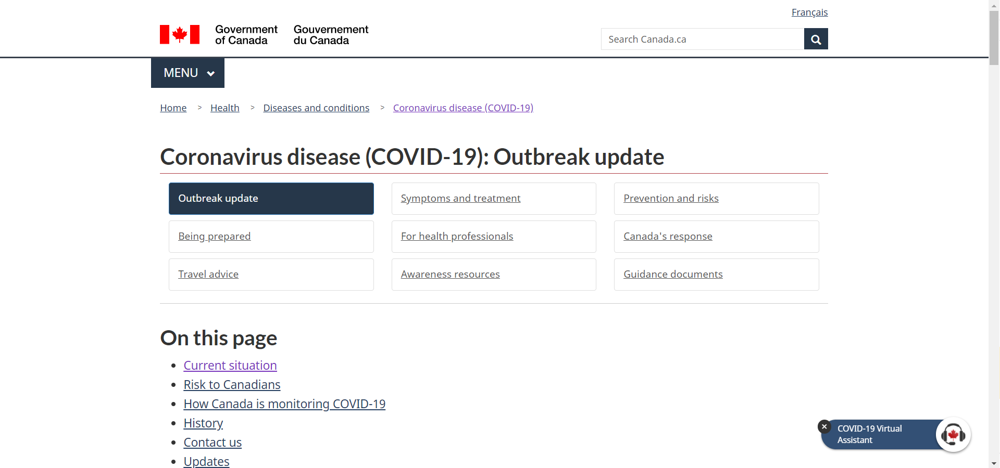 Français
Government
of Canada
Gouvernement
du Canada
Search Canada.ca
MENU
Home > Health > Diseases and conditions > Coronavirus disease (COVID-19)
Coronavirus disease (COVID-19): Outbreak update
Outbreak update
Symptoms and treatment
Prevention and risks
Being prepared
For health professionals
Canada's response
Travel advice
Awareness resources
Guidance documents
On this page
• Current situation
• Risk to Canadians
• How Canada is monitoring COVID-19
• History
• Contact us
• Updates
COVID-19 Virtual
Assistant